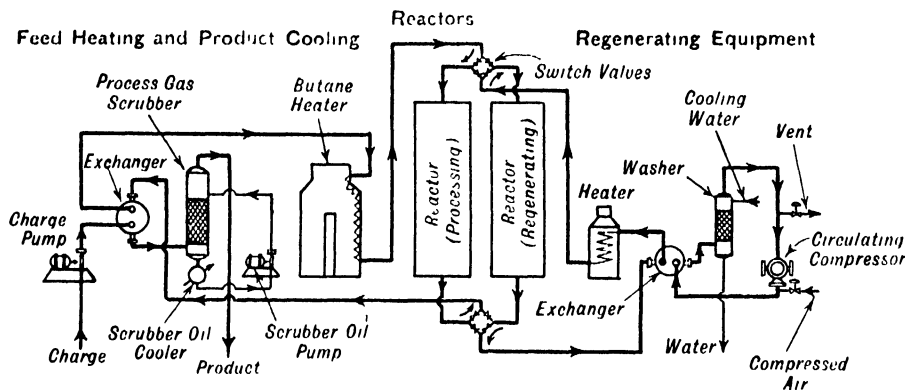 Reactors
Feed Heating and Product Cooling
Regenerating Equipment
Process Gas
Scrubber
Butane
Heater
Switch Valves
Cooling
Water
Vent
Exchanger
Washer
Reactor
(Processing)
Reactor
(Regenerating)
Heater
Charge
Pump
Circulating
Compressor
Exchanger
Scrubber Oil
Cooler
Scrubber Oil
Pump
Charge
Product
Water
Compressed
Air